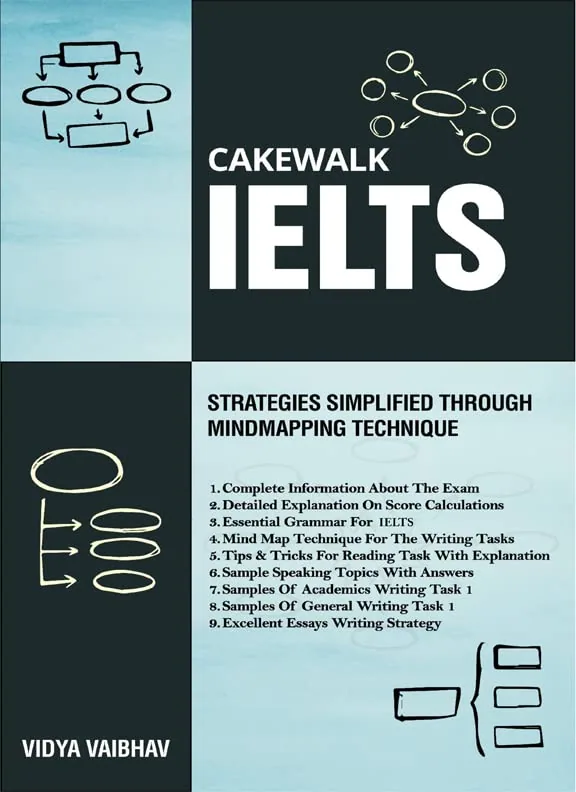 CAKEWALK
IELTS
STRATEGIES SIMPLIFIED THROUGH
MINDMAPPING TECHNIQUE
1. Complete Information About The Exam
2. Detailed Explanation On Score Calculations
3. Essential Grammar For IELTS
4. Mind Map Technique For The Writing Tasks
5. Tips & Tricks For Reading Task With Explanation
6. Sample Speaking Topics With Answers
7. Samples Of Academics Writing Task 1
8. Samples Of General Writing Task 1
9. Excellent Essays Writing Strategy
VIDYA VAIBHAV